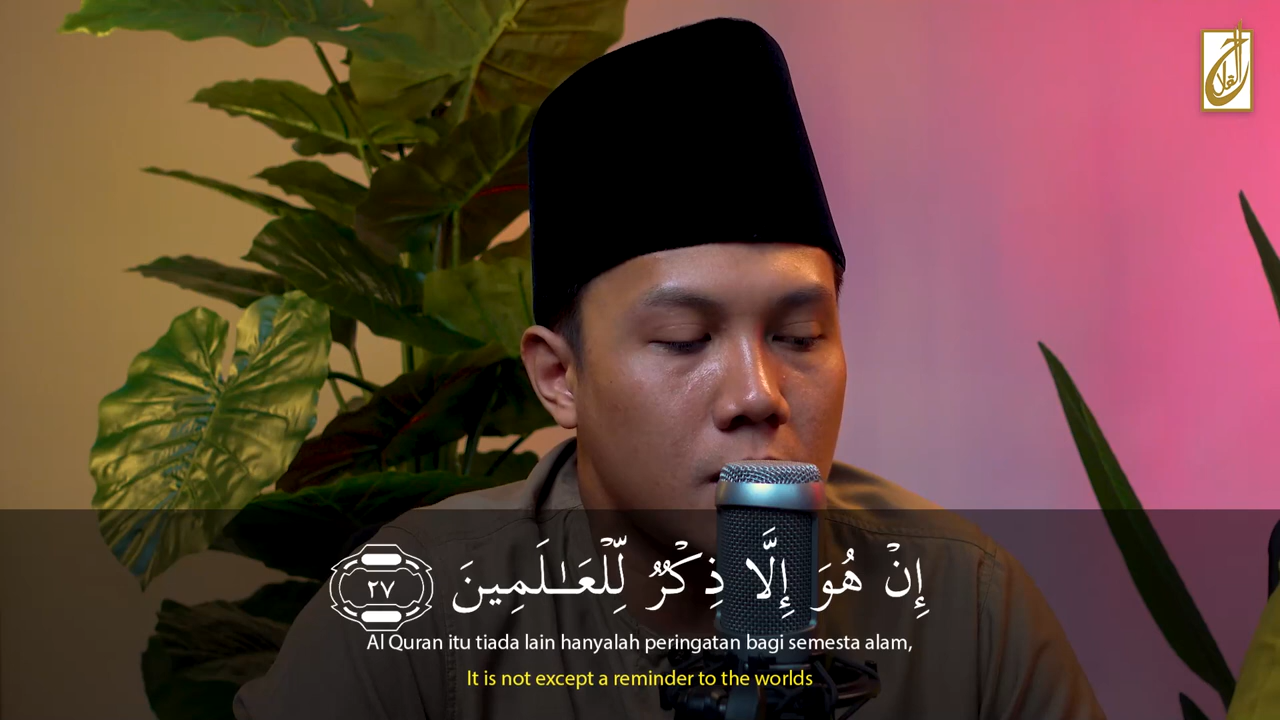 القلاح
إِنْ هُوَ إِلَّا ذِكْرٌ لِّلْعَـٰلَمِينَ ٢٧
Al Quran itu tiada lain hanyalah peringatan bagi semesta alam,
It is not except a reminder to the worlds